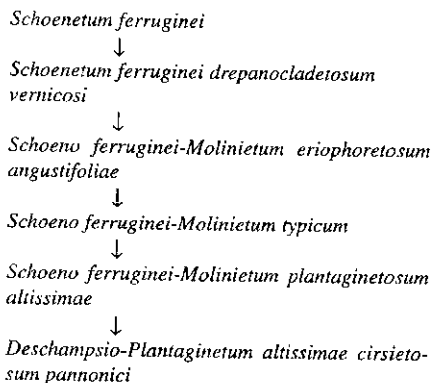 Schoenetum ferruginei
↓
Schoenetum ferruginei drepanocladetosum
vernicosi
↓
Schoeno ferruginei-Molinietum eriophoretosum
angustifoliae
↓
Schoeno ferruginei-Molinietum typicum
↓
Schoeno ferruginei-Molinietum plantaginetosum
altissimae
↓
Deschampsio-Plantaginetum altissimae cirsieto-
sum pannonici